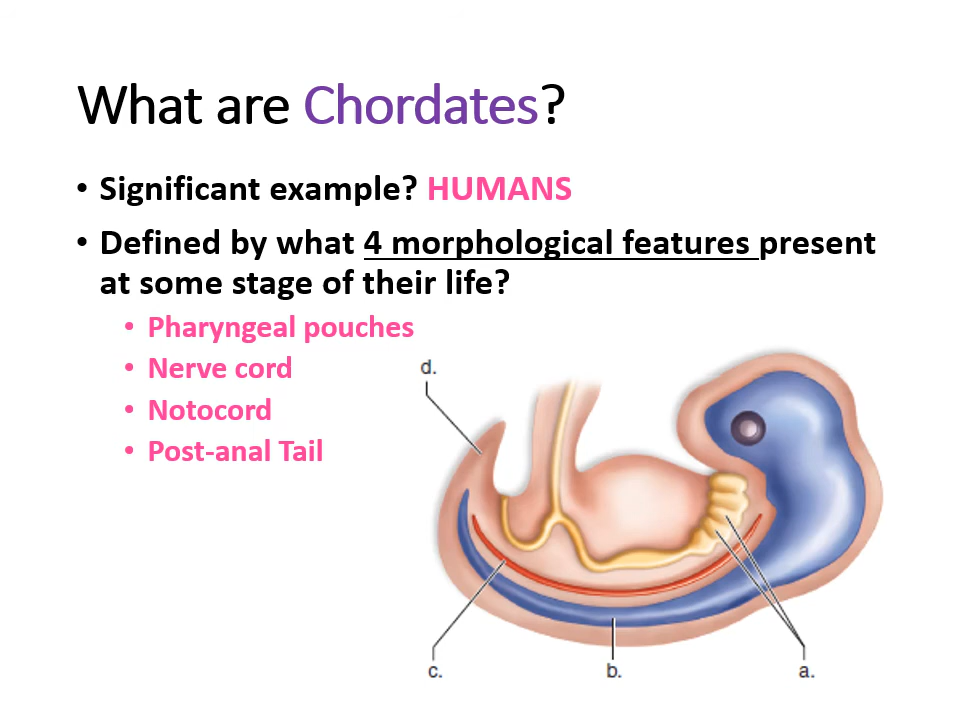 What are Chordates?
• Significant example? HUMANS
• Defined by what 4 morphological features present
at some stage of their life?
• Pharyngeal pouches
• Nerve cord
• Notocord
• Post-anal Tail
d.
c.
b.
a.